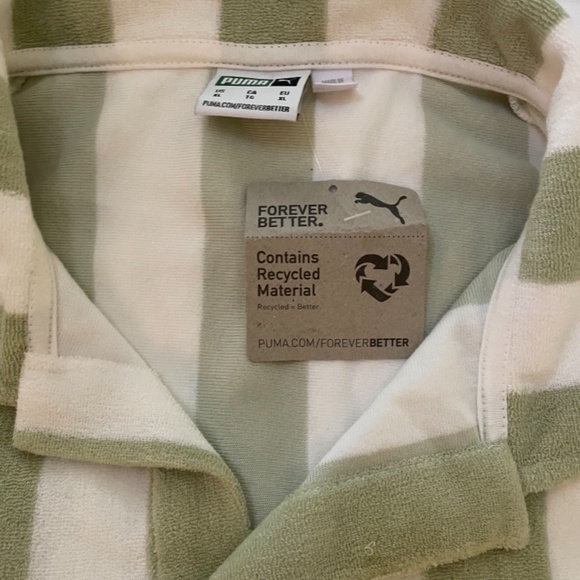 PUMA
US CA EU
XL TG XL
PUMA.COM/FOREVERBETTER
FOREVER
BETTER.
Contains
Recycled
Material
Recycled = Better
PUMA.COM/FOREVERBETTER